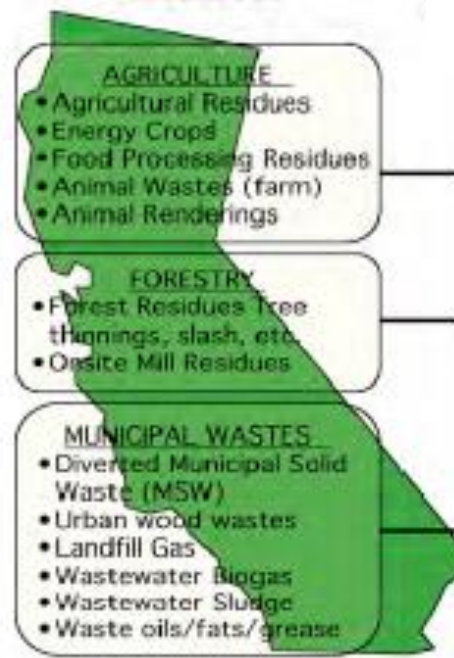 AGRICULTURE
• Agricultural Residues
• Energy Crops
• Food Processing Residues
• Animal Wastes (farm)
• Animal Renderings
FORESTRY
• Forest Residues Tree
thinnings, slash, etc.
• Onsite Mill Residues
MUNICIPAL WASTES
• Diverted Municipal Solid
Waste (MSW)
• Urban wood wastes
• Landfill Gas
• Wastewater Biogas
• Wastewater Sludge
• Waste oils/fats/grease